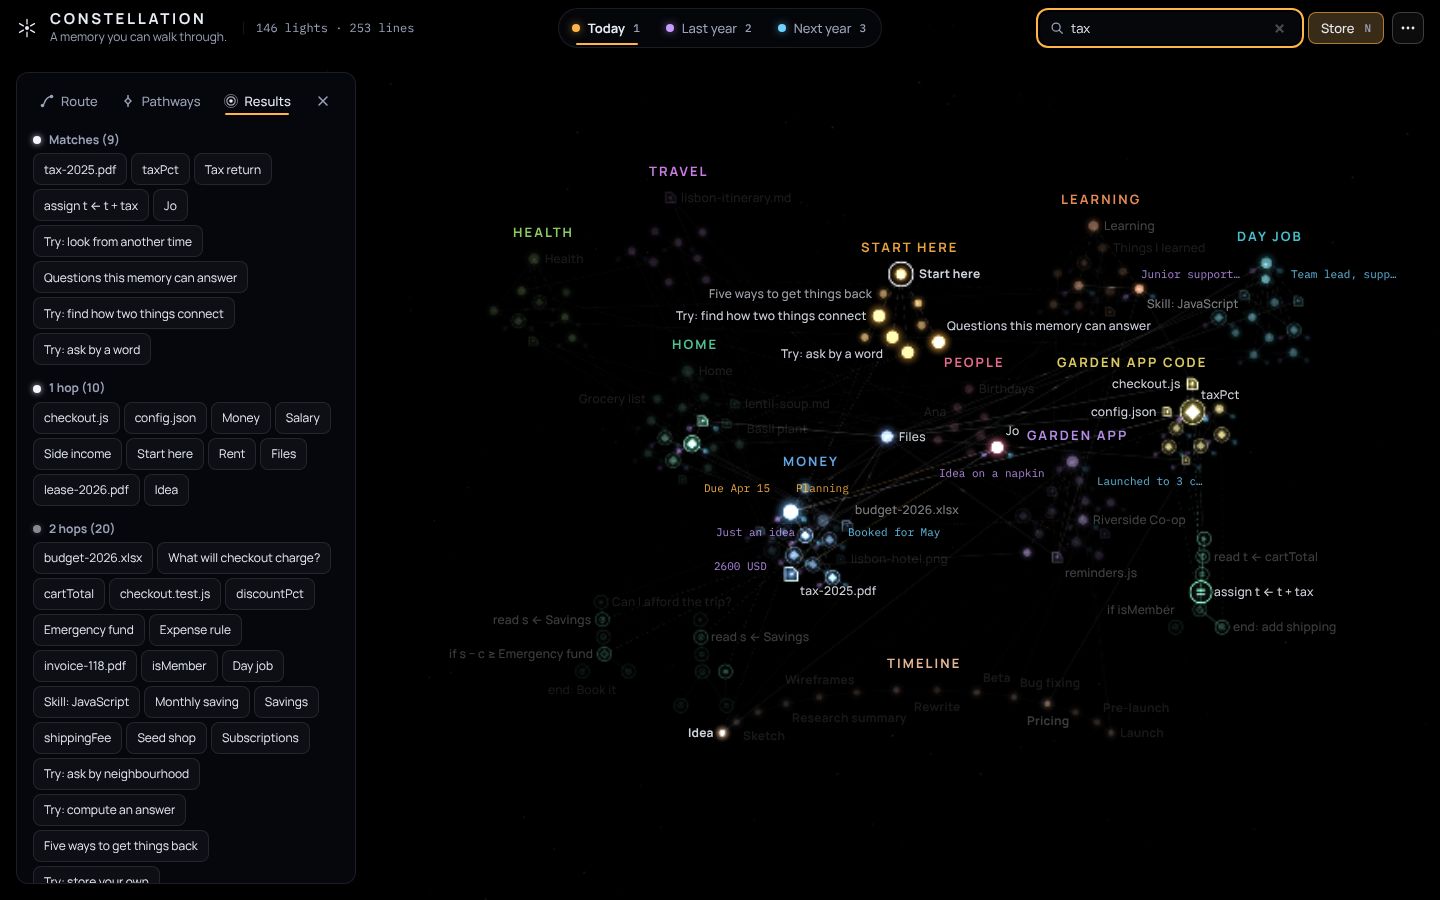 CONSTELLATION
A memory you can walk through.
146 lights · 253 lines
Today 1
Last year 2
Next year 3
tax
Store N
Route
Pathways
Results
Matches (9)
tax-2025.pdf
taxPct
Tax return
assign t ← t + tax
Jo
Try: look from another time
Questions this memory can answer
Try: find how two things connect
Try: ask by a word
1 hop (10)
checkout.js
config.json
Money
Salary
Side income
Start here
Rent
Files
lease-2026.pdf
Idea
2 hops (20)
budget-2026.xlsx
What will checkout charge?
cartTotal
checkout.test.js
discountPct
Emergency fund
Expense rule
invoice-118.pdf
isMember
Day job
Skill: JavaScript
Monthly saving
Savings
shippingFee
Seed shop
Subscriptions
Try: ask by neighbourhood
Try: compute an answer
Five ways to get things back
Try: store your own
TRAVEL
lisbon-itinerary.md
LEARNING
Learning
Things I learned
HEALTH
Health
DAY JOB
START HERE
Start here
Junior support…
Team lead, supp…
Five ways to get things back
Skill: JavaScript
Try: find how two things connect
Questions this memory can answer
HOME
Try: ask by a word
PEOPLE
GARDEN APP CODE
Home
Birthdays
checkout.js
taxPct
Grocery list
lentil-soup.md
Ana
config.json
Basil plant
Files
Jo
GARDEN APP
MONEY
Idea on a napkin
Launched to 3 c…
Due Apr 15
Planning
budget-2026.xlsx
Riverside Co-op
Just an idea
Booked for May
lisbon-hotel.png
read t ← cartTotal
2600 USD
reminders.js
tax-2025.pdf
assign t ← t + tax
Can I afford the trip?
if isMember
read s ← Savings
read s ← Savings
end: add shipping
if s − c ≥ Emergency fund
TIMELINE
end: Book it
Wireframes
Beta
Bug fixing
Research summary
Rewrite
Pricing
Pre-launch
Idea
Sketch
Launch